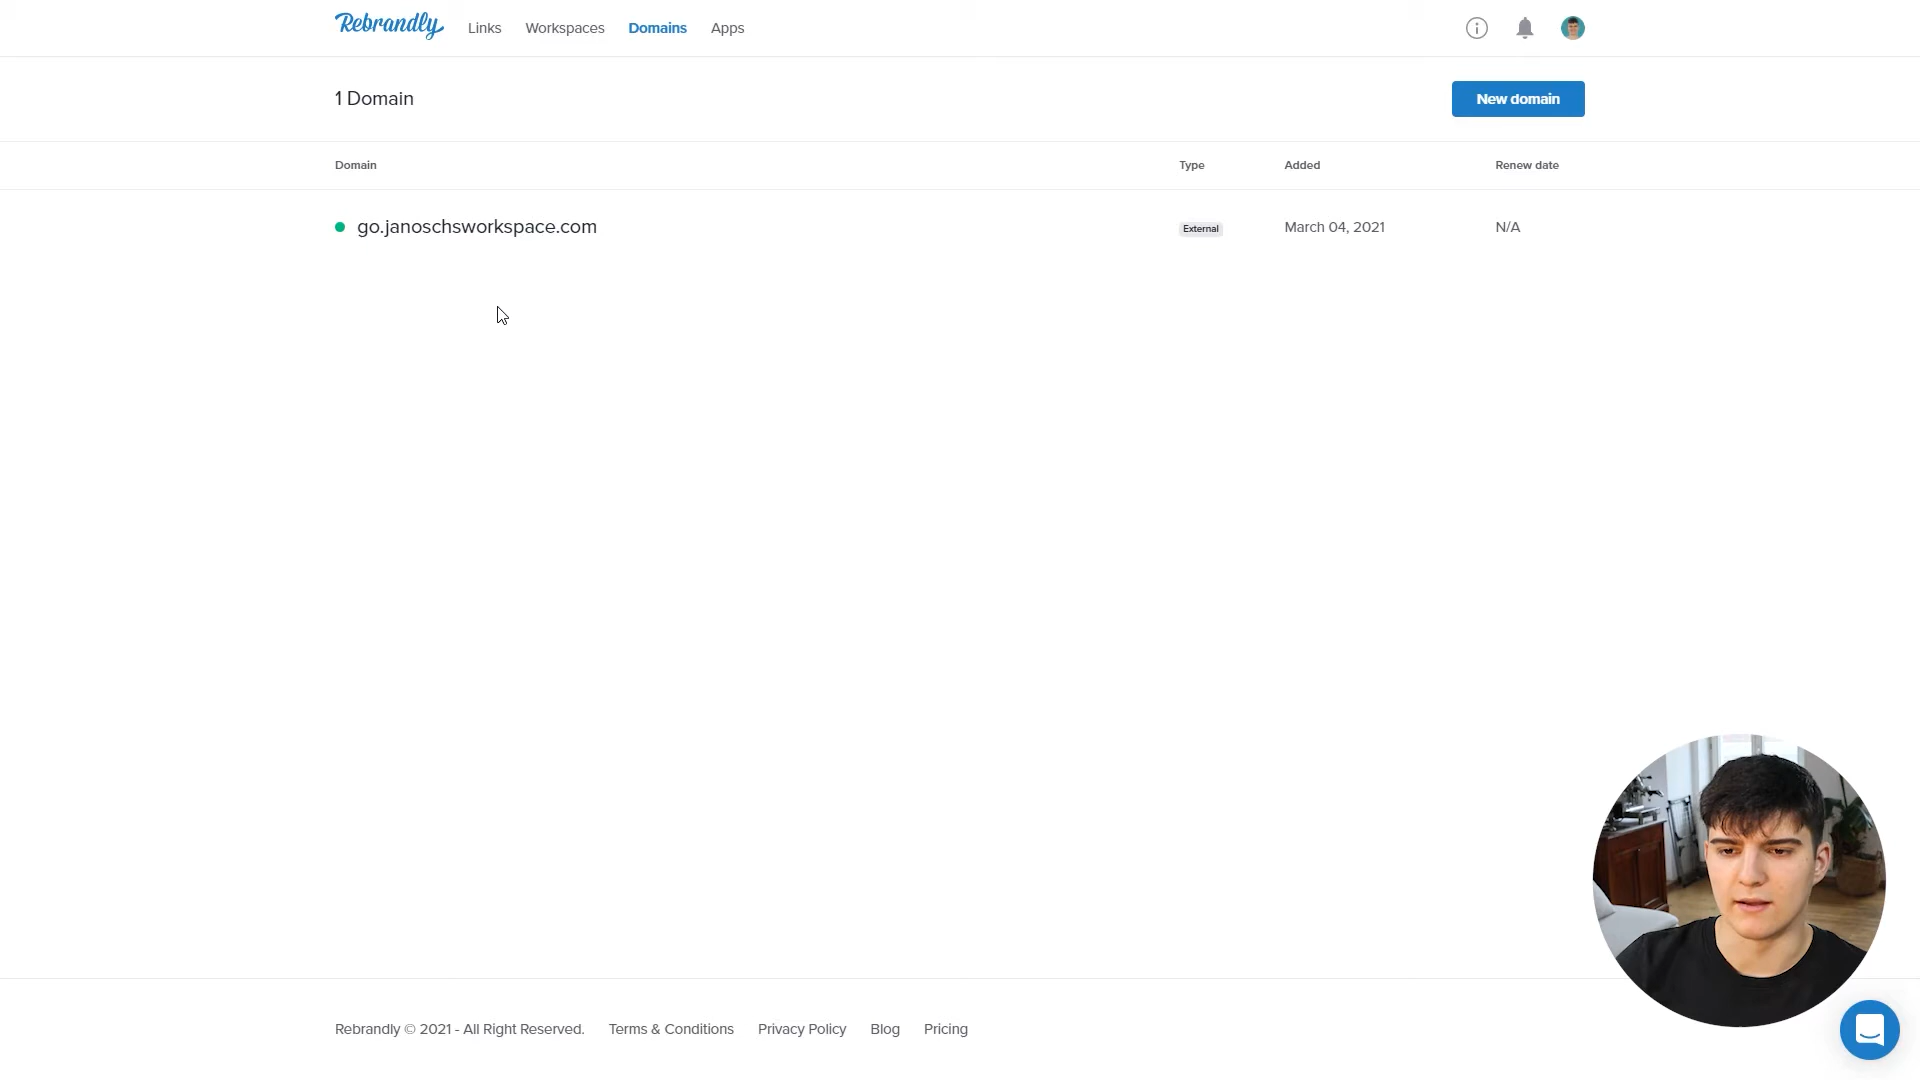 Rebrandly Links Workspaces Domains Apps
1 Domain New domain
Domain Type Added Renew date
go.janoschsworkspace.com External March 04, 2021 N/A
Rebrandly © 2021 - All Right Reserved. Terms & Conditions Privacy Policy Blog Pricing